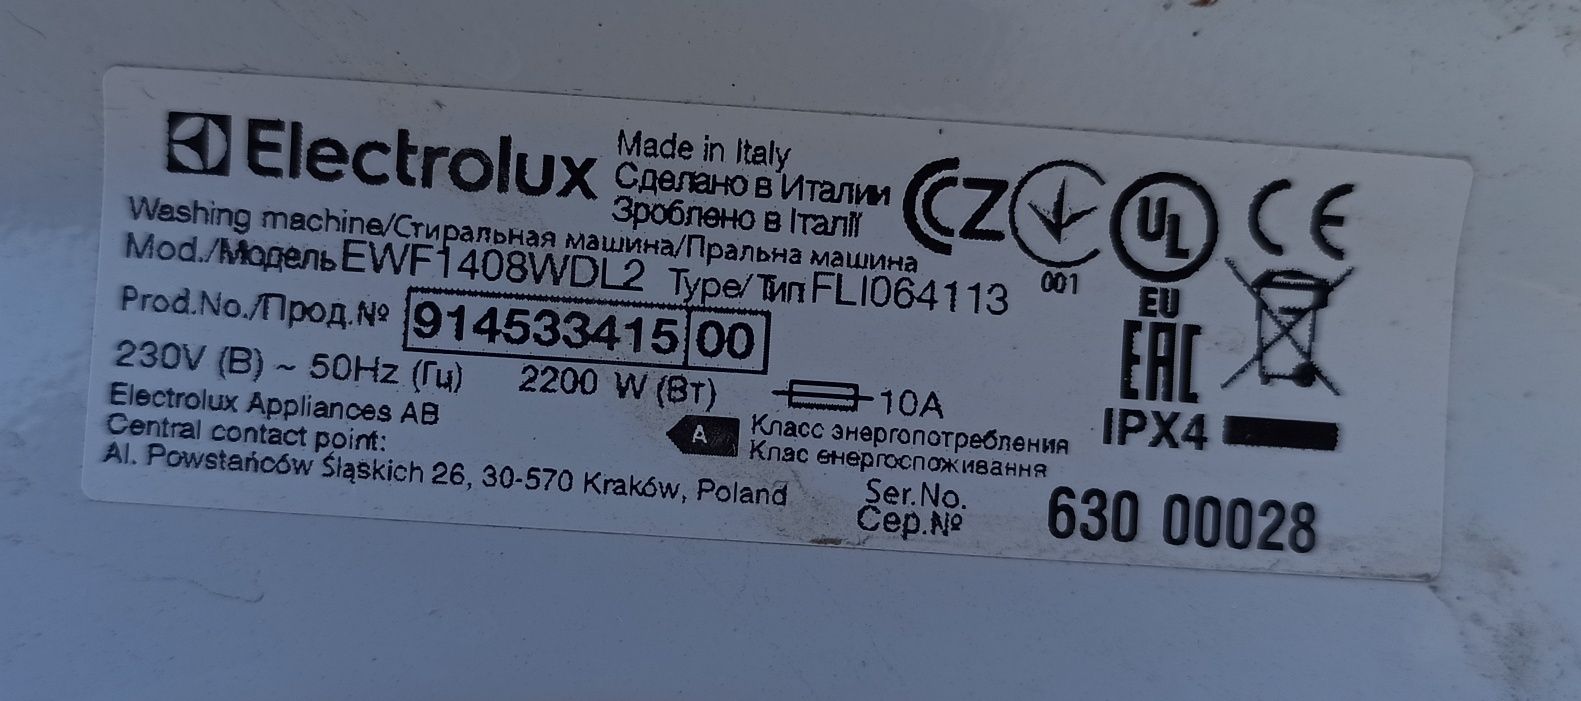 Electrolux
Made in Italy
Сделано в Италии
Зроблено в Італії
Washing machine/Стиральная машина/Пральна машина
Mod./Модель EWF1408WDL2 Type/Тип FLI064113
Prod.No./Прод.№ 914533415 00
230V (В) ~ 50Hz (Гц) 2200 W (Вт) 10A
Electrolux Appliances AB
Central contact point:
Al. Powstańców Śląskich 26, 30-570 Kraków, Poland
A Класс энергопотребления
Клас енергоспоживання
Ser.No.
Сер.№
630 00028
CZ
001
UL
EU
CE
EAC
IPX4